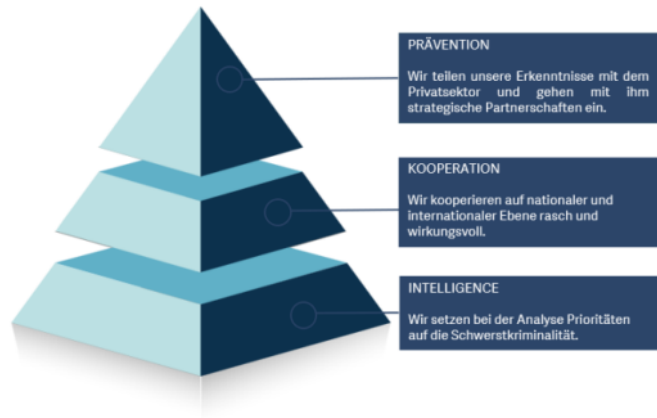 PRÄVENTION
Wir teilen unsere Erkenntnisse mit dem
Privatsektor und gehen mit ihm
strategische Partnerschaften ein.
KOOPERATION
Wir kooperieren auf nationaler und
internationaler Ebene rasch und
wirkungsvoll.
INTELLIGENCE
Wir setzen bei der Analyse Prioritäten
auf die Schwerstkriminalität.